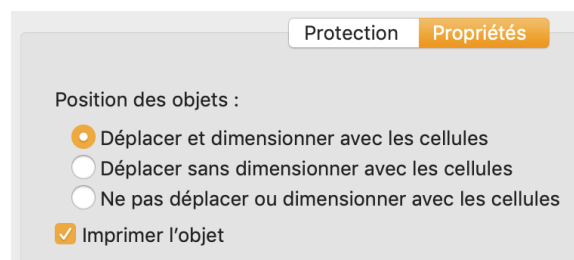 Protection Propriétés
Position des objets :
Déplacer et dimensionner avec les cellules
Déplacer sans dimensionner avec les cellules
Ne pas déplacer ou dimensionner avec les cellules
Imprimer l’objet